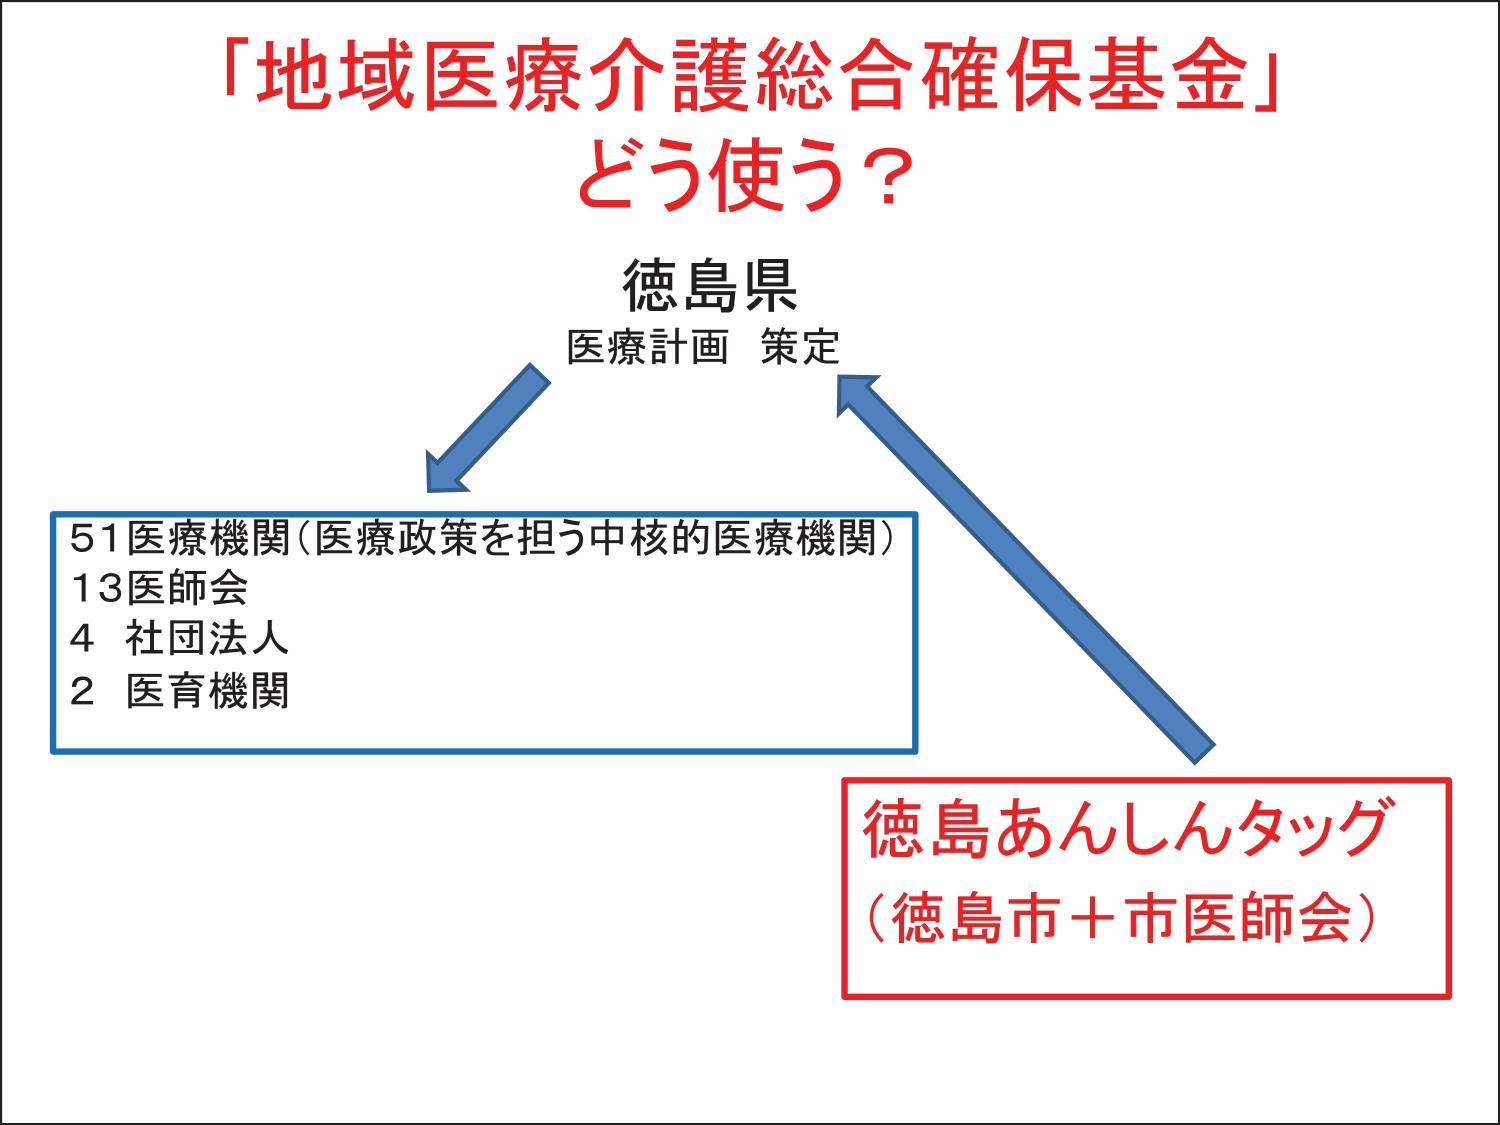 「地域医療介護総合確保基金」
どう使う？
徳島県
医療計画　策定
５１医療機関（医療政策を担う中核的医療機関）
１３医師会
４　社団法人
２　医育機関
徳島あんしんタッグ
（徳島市＋市医師会）